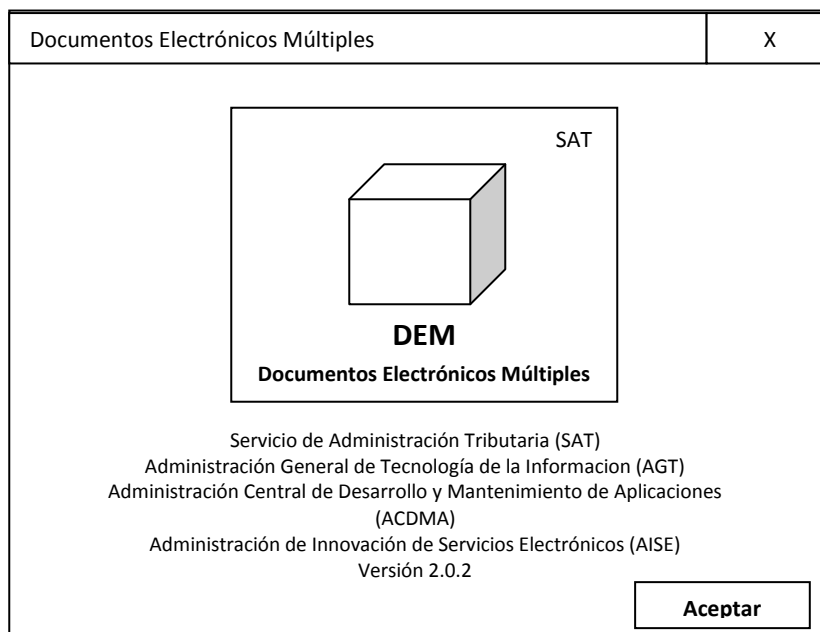 Documentos Electrónicos Múltiples
X
SAT
DEM
Documentos Electrónicos Múltiples
Servicio de Administración Tributaria (SAT)
Administración General de Tecnología de la Informacion (AGT)
Administración Central de Desarrollo y Mantenimiento de Aplicaciones
(ACDMA)
Administración de Innovación de Servicios Electrónicos (AISE)
Versión 2.0.2
Aceptar